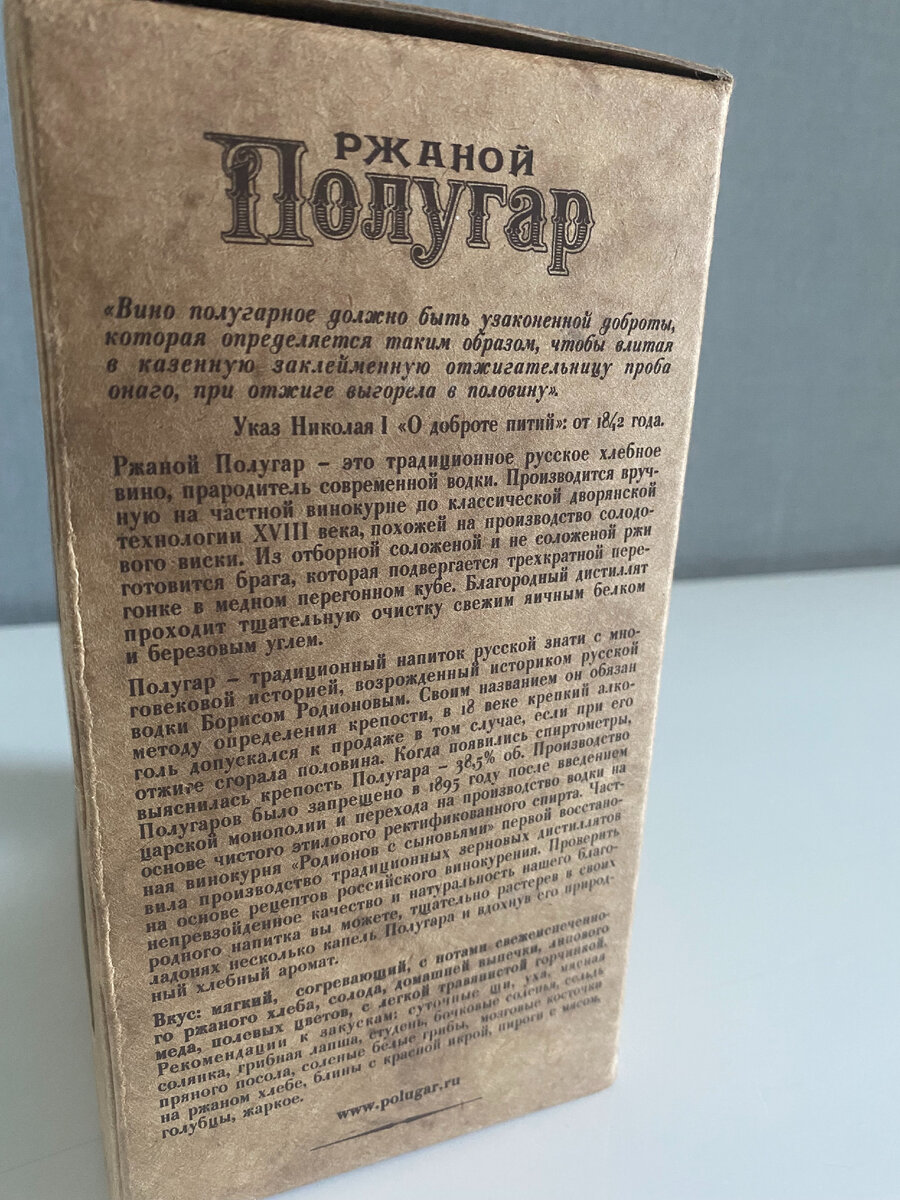 РЖАНОЙ
Полугар
«Вино полугарное должно быть узаконенной доброты,
которая определяется таким образом, чтобы влитая
в казенную заклейменную отжигательницу проба
онаго, при отжиге выгорела в половину».
Указ Николая I «О доброте питий»: от 1842 года.
Ржаной Полугар – это традиционное русское хлебное
вино, прародитель современной водки. Производится вруч-
ную на частной винокурне по классической дворянской
технологии XVIII века, похожей на производство солодо-
вого виски. Из отборной соложеной и не соложеной ржи
готовится брага, которая подвергается трехкратной пере-
гонке в медном перегонном кубе. Благородный дистиллят
проходит тщательную очистку свежим яичным белком
и березовым углем.
Полугар – традиционный напиток русской знати с мно-
говековой историей, возрожденный историком русской
водки Борисом Родионовым. Своим названием он обязан
методу определения крепости, в 18 веке крепкий алко-
голь допускался к продаже в том случае, если при его
отжиге сгорала половина. Когда появились спиртометры,
выяснилась крепость Полугара – 38,5% об. Производство
Полугаров было запрещено в 1895 году после введением
царской монополии и перехода на производство водки на
основе чистого этилового ректификованного спирта. Част-
ная винокурня «Родионов с сыновьями» первой восстано-
вила производство традиционных зерновых дистиллятов
на основе рецептов российского винокурения. Проверить
непревзойденное качество и натуральность нашего благо-
родного напитка вы можете, тщательно растерев в своих
ладонях несколько капель Полугара и вдохнув его природ-
ный хлебный аромат.
Вкус: мягкий, согревающий, с нотами свежеиспеченно-
го ржаного хлеба, солода, домашней выпечки, липового
меда, полевых цветов, с легкой травянистой горчинкой.
Рекомендации к закускам: суточные щи, уха, мясная
солянка, грибная лапша, студень, бочковые соленья, сельдь
пряного посола, соленые белые грибы, мозговые косточки
на ржаном хлебе, блины с красной икрой, пироги с мясом,
голубцы, жаркое.
www.polugar.ru